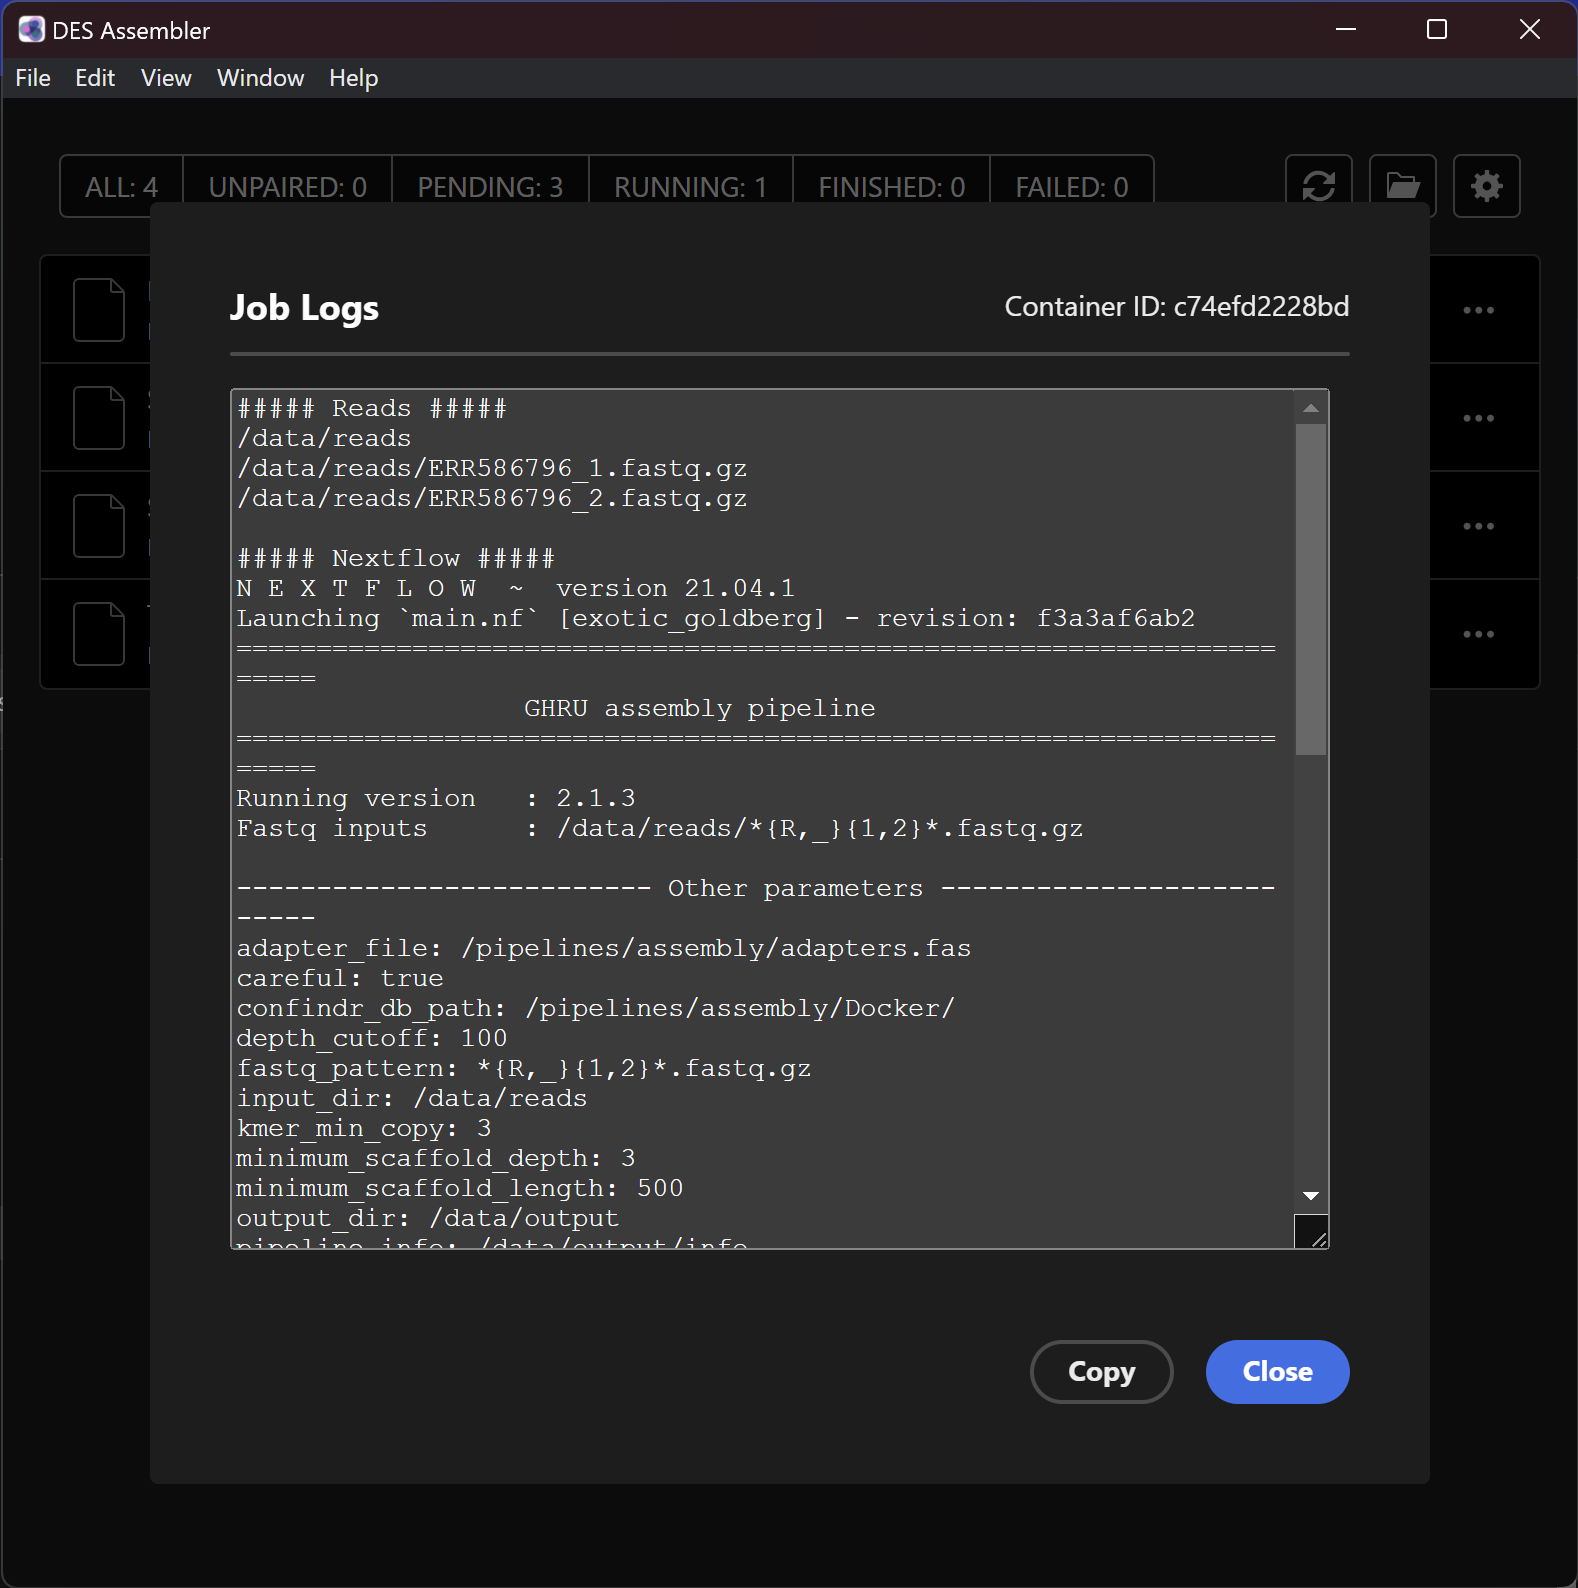 DES Assembler
File Edit View Window Help
ALL: 4 UNPAIRED: 0 PENDING: 3 RUNNING: 1 FINISHED: 0 FAILED: 0
Job Logs
Container ID: c74efd2228bd
##### Reads #####
/data/reads
/data/reads/ERR586796_1.fastq.gz
/data/reads/ERR586796_2.fastq.gz
##### Nextflow #####
N E X T F L O W  ~  version 21.04.1
Launching `main.nf` [exotic_goldberg] - revision: f3a3af6ab2
=================================================================
=====
GHRU assembly pipeline
=================================================================
=====
Running version   : 2.1.3
Fastq inputs      : /data/reads/*{R,_}{1,2}*.fastq.gz
-------------------------- Other parameters ---------------------
-----
adapter_file: /pipelines/assembly/adapters.fas
careful: true
confindr_db_path: /pipelines/assembly/Docker/
depth_cutoff: 100
fastq_pattern: *{R,_}{1,2}*.fastq.gz
input_dir: /data/reads
kmer_min_copy: 3
minimum_scaffold_depth: 3
minimum_scaffold_length: 500
output_dir: /data/output
pipeline_info: /data/output/info
Copy
Close